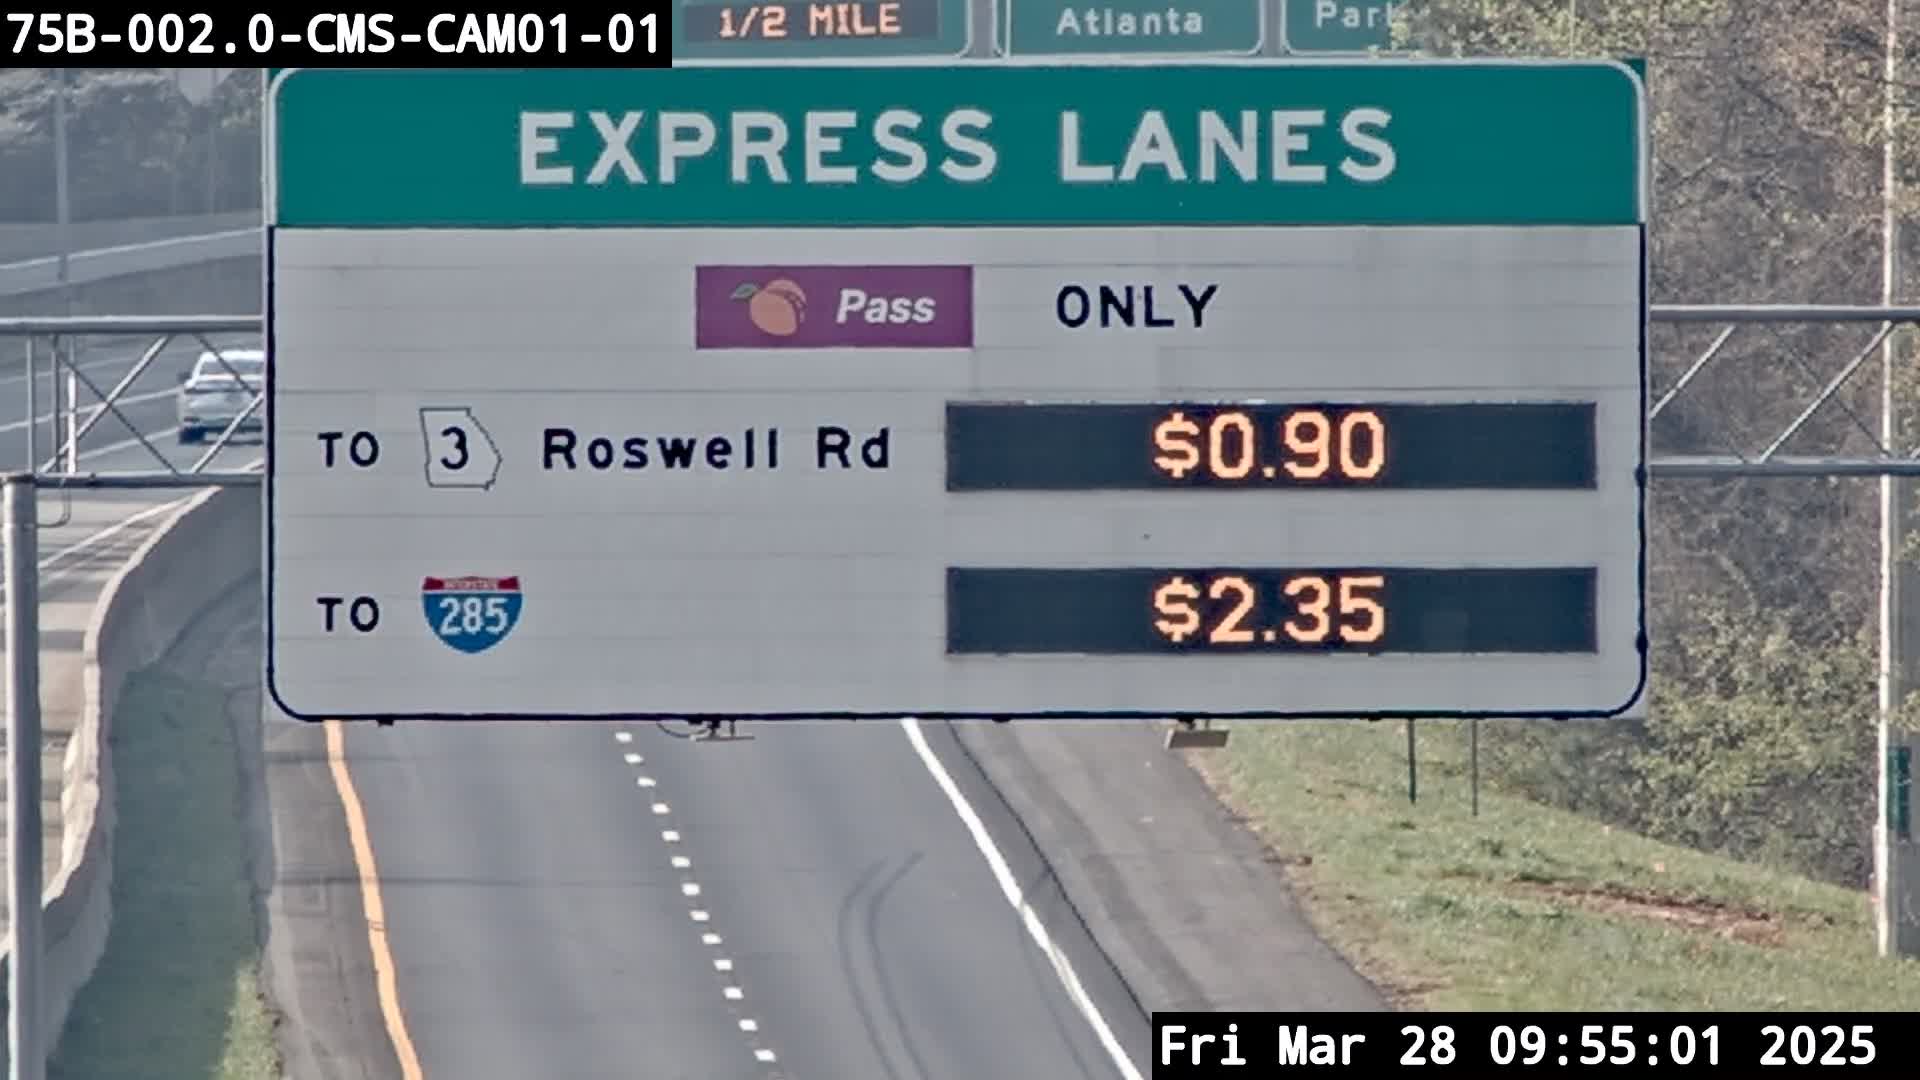 75B-002.0-CMS-CAM01-01
1/2 MILE
Atlanta
EXPRESS LANES
Pass ONLY
TO 3 Roswell Rd $0.90
TO INTERSTATE 285 $2.35
Fri Mar 28 09:55:01 2025